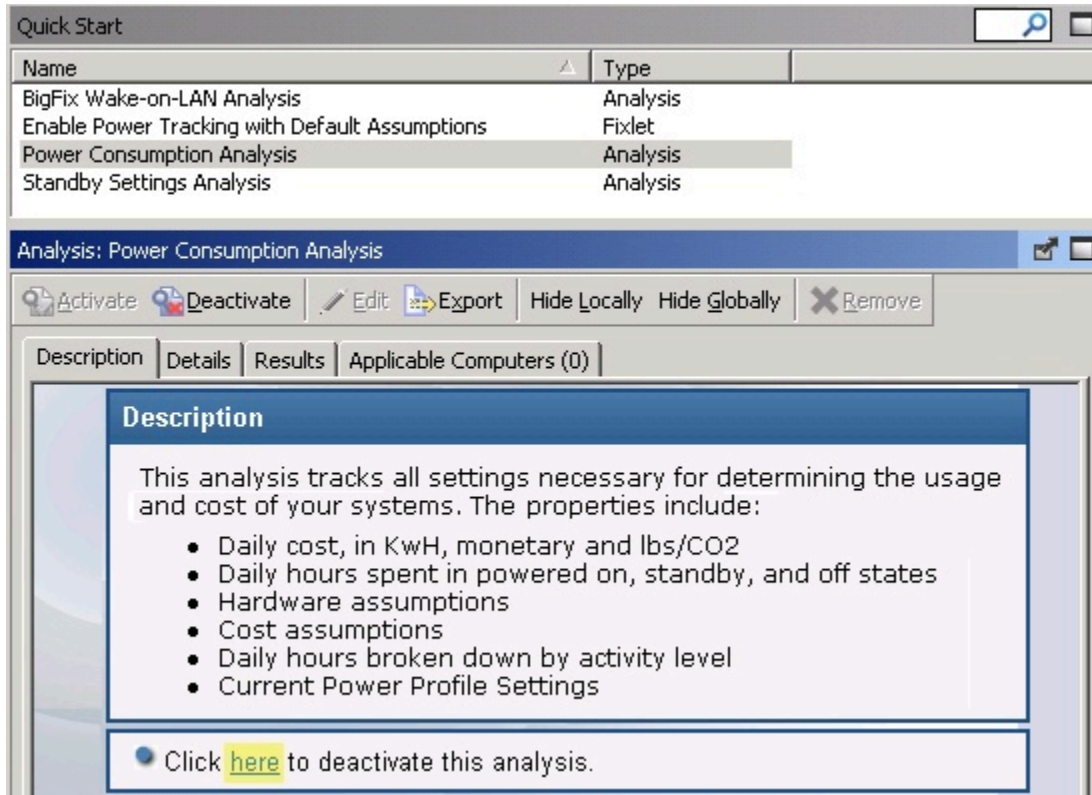 Quick Start
Name Type
BigFix Wake-on-LAN Analysis Analysis
Enable Power Tracking with Default Assumptions Fixlet
Power Consumption Analysis Analysis
Standby Settings Analysis Analysis
Analysis: Power Consumption Analysis
Activate Deactivate Edit Export Hide Locally Hide Globally Remove
Description Details Results Applicable Computers (0)
Description
This analysis tracks all settings necessary for determining the usage
and cost of your systems. The properties include:
• Daily cost, in KwH, monetary and lbs/CO2
• Daily hours spent in powered on, standby, and off states
• Hardware assumptions
• Cost assumptions
• Daily hours broken down by activity level
• Current Power Profile Settings
Click here to deactivate this analysis.